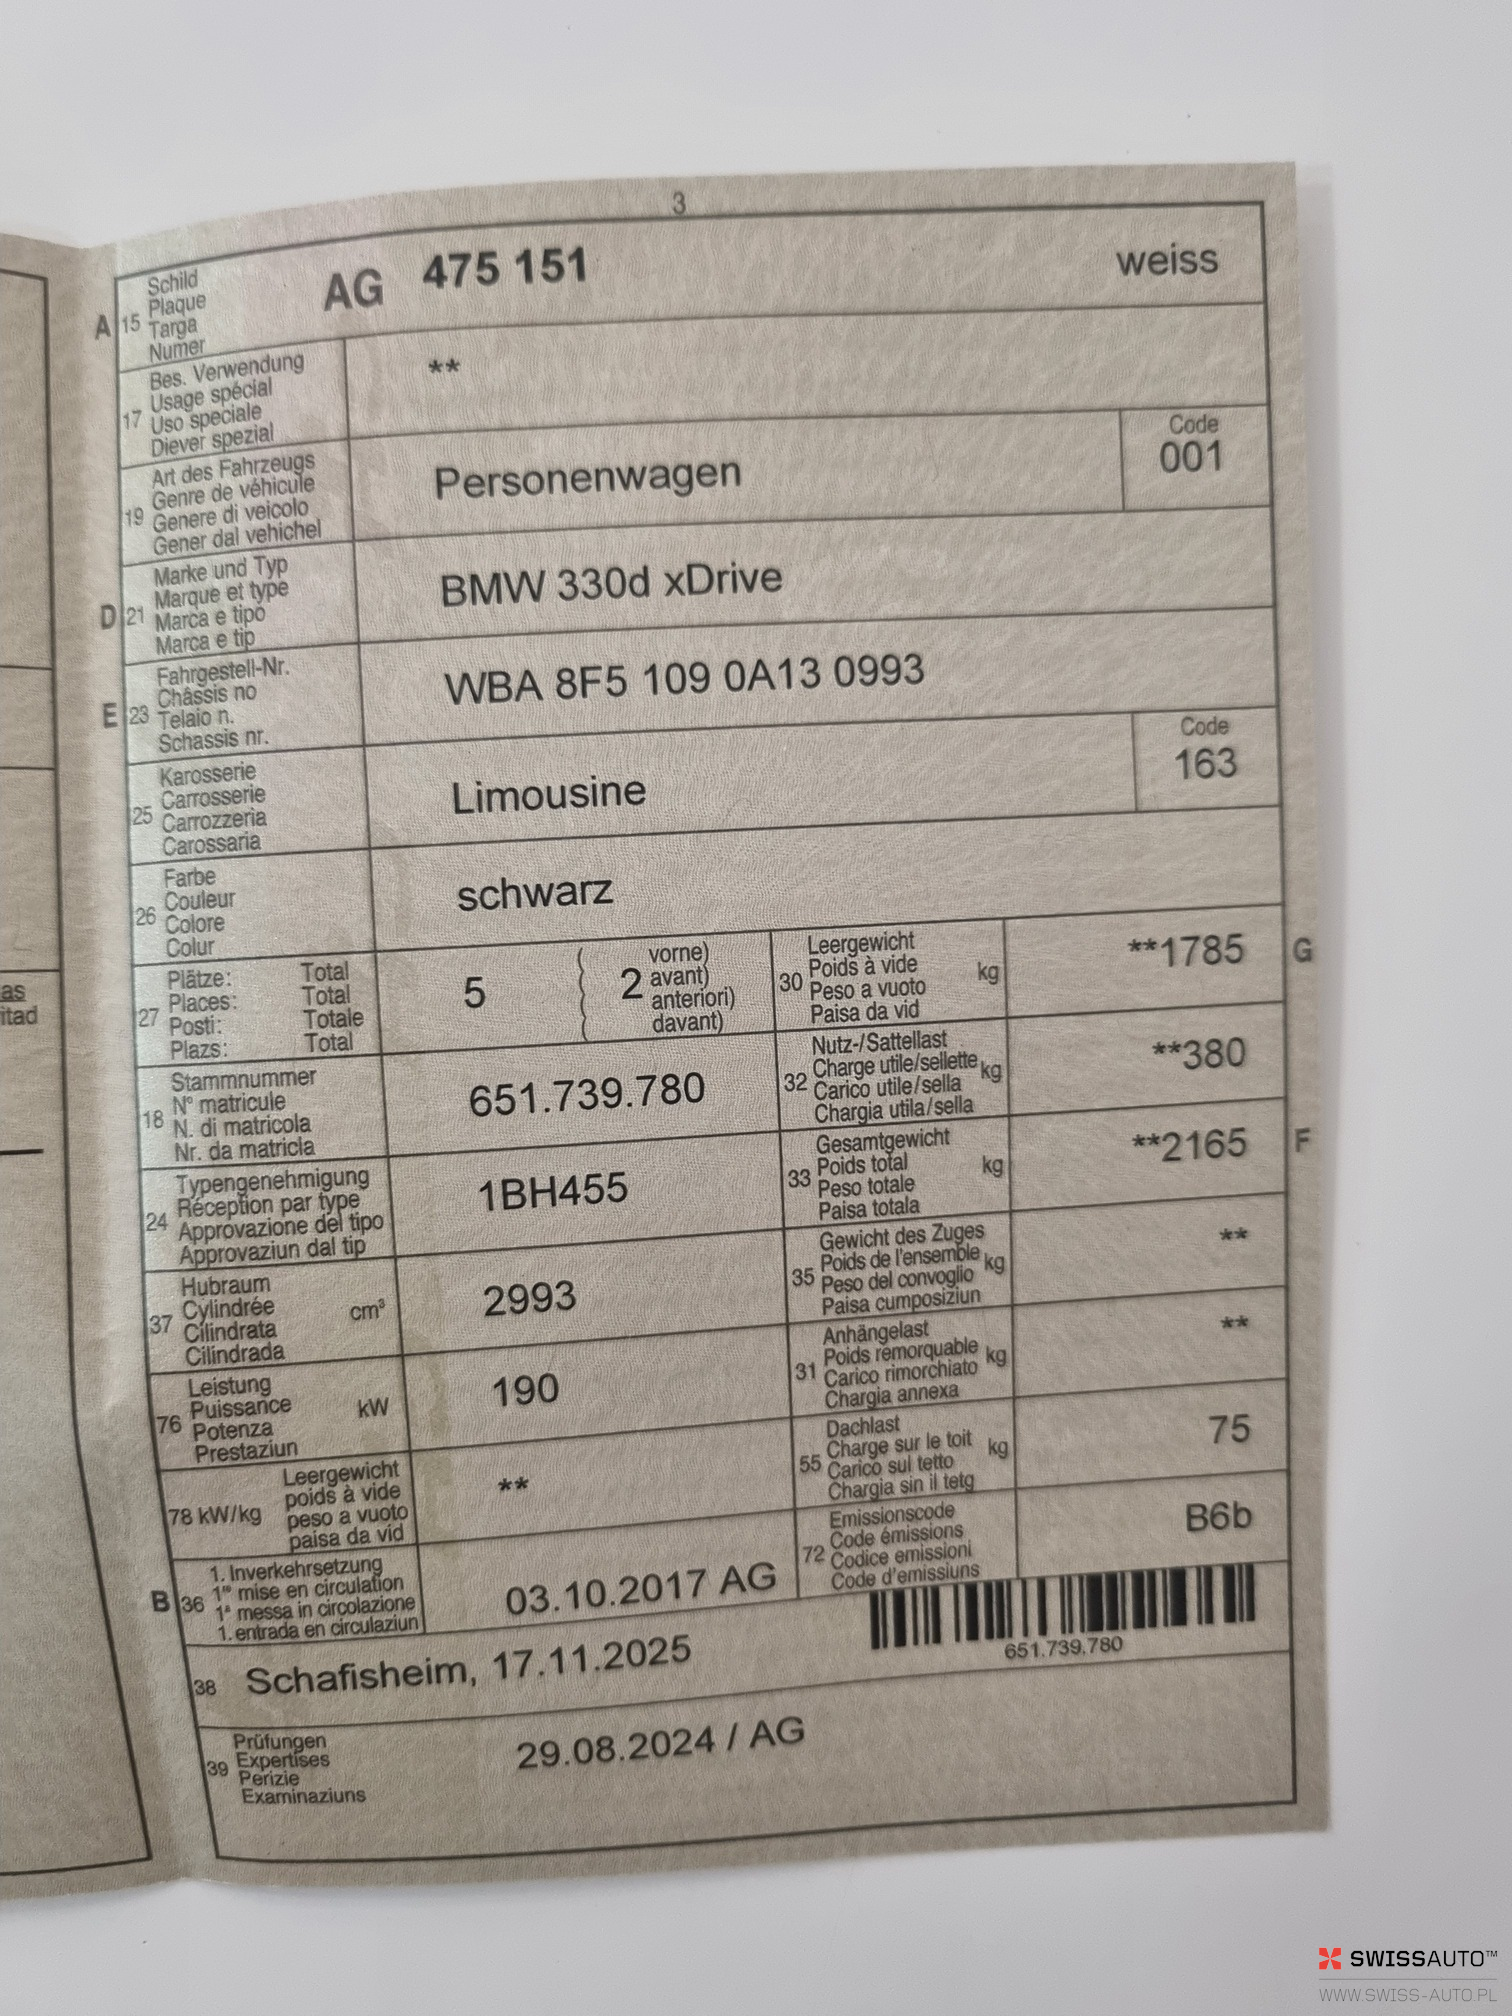 3
A 15 Schild
Plaque
Targa
Numer
AG 475 151 weiss
17 Bes. Verwendung
Usage spécial
Uso speciale
Diever spezial
**
19 Art des Fahrzeugs
Genre de véhicule
Genere di veicolo
Gener dal vehichel
Personenwagen
Code
001
D 21 Marke und Typ
Marque et type
Marca e tipo
Marca e tip
BMW 330d xDrive
E 23 Fahrgestell-Nr.
Châssis no
Telaio n.
Schassis nr.
WBA 8F5 109 0A13 0993
25 Karosserie
Carrosserie
Carrozzeria
Carossaria
Limousine
Code
163
26 Farbe
Couleur
Colore
Colur
schwarz
27 Plätze: Total
Places: Total
Posti: Totale
Plazs: Total
5
2 vorne)
avant)
anteriori)
davant)
30 Leergewicht
Poids à vide
Peso a vuoto
Paisa da vid
kg
**1785 G
18 Stammnummer
N° matricule
N. di matricola
Nr. da matricla
651.739.780
32 Nutz-/Sattellast
Charge utile/sellette
Carico utile/sella
Chargia utila/sella
kg
**380
24 Typengenehmigung
Réception par type
Approvazione del tipo
Approvaziun dal tip
1BH455
33 Gesamtgewicht
Poids total
Peso totale
Paisa totala
kg
**2165 F
37 Hubraum
Cylindrée
Cilindrata
Cilindrada
cm³
2993
35 Gewicht des Zuges
Poids de l'ensemble
Peso del convoglio
Paisa cumposiziun
kg
**
76 Leistung
Puissance
Potenza
Prestaziun
kW
190
31 Anhängelast
Poids remorquable
Carico rimorchiato
Chargia annexa
kg
**
78 kW/kg Leergewicht
poids à vide
peso a vuoto
paisa da vid
**
55 Dachlast
Charge sur le toit
Carico sul tetto
Chargia sin il tetg
kg
75
B 36 1. Inverkehrsetzung
1re mise en circulation
1a messa in circolazione
1. entrada en circulaziun
03.10.2017 AG
72 Emissionscode
Code émissions
Codice emissioni
Code d'emissiuns
B6b
651.739.780
38 Schafisheim, 17.11.2025
39 Prüfungen
Expertises
Perizie
Examinaziuns
29.08.2024 / AG
as
itad
SWISSAUTO™
WWW.SWISS-AUTO.PL